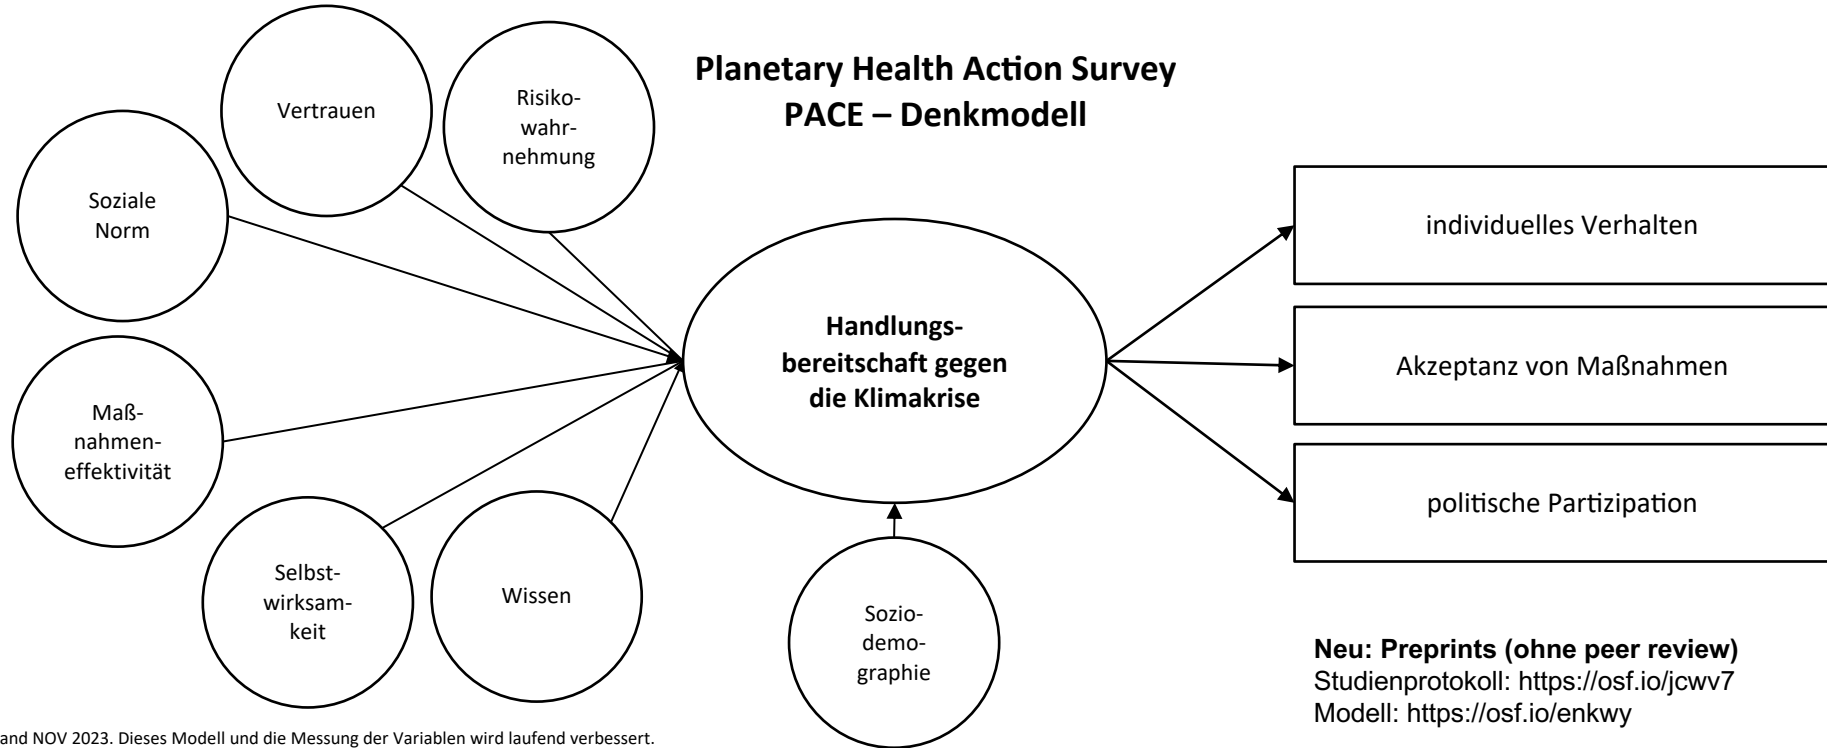 Planetary Health Action Survey
PACE – Denkmodell
Vertrauen
Risiko-
wahr-
nehmung
Soziale
Norm
Maß-
nahmen-
effektivität
Selbst-
wirksam-
keit
Wissen
Handlungs-
bereitschaft gegen
die Klimakrise
Sozio-
demo-
graphie
individuelles Verhalten
Akzeptanz von Maßnahmen
politische Partizipation
Neu: Preprints (ohne peer review)
Studienprotokoll: https://osf.io/jcwv7
Modell: https://osf.io/enkwy
and NOV 2023. Dieses Modell und die Messung der Variablen wird laufend verbessert.